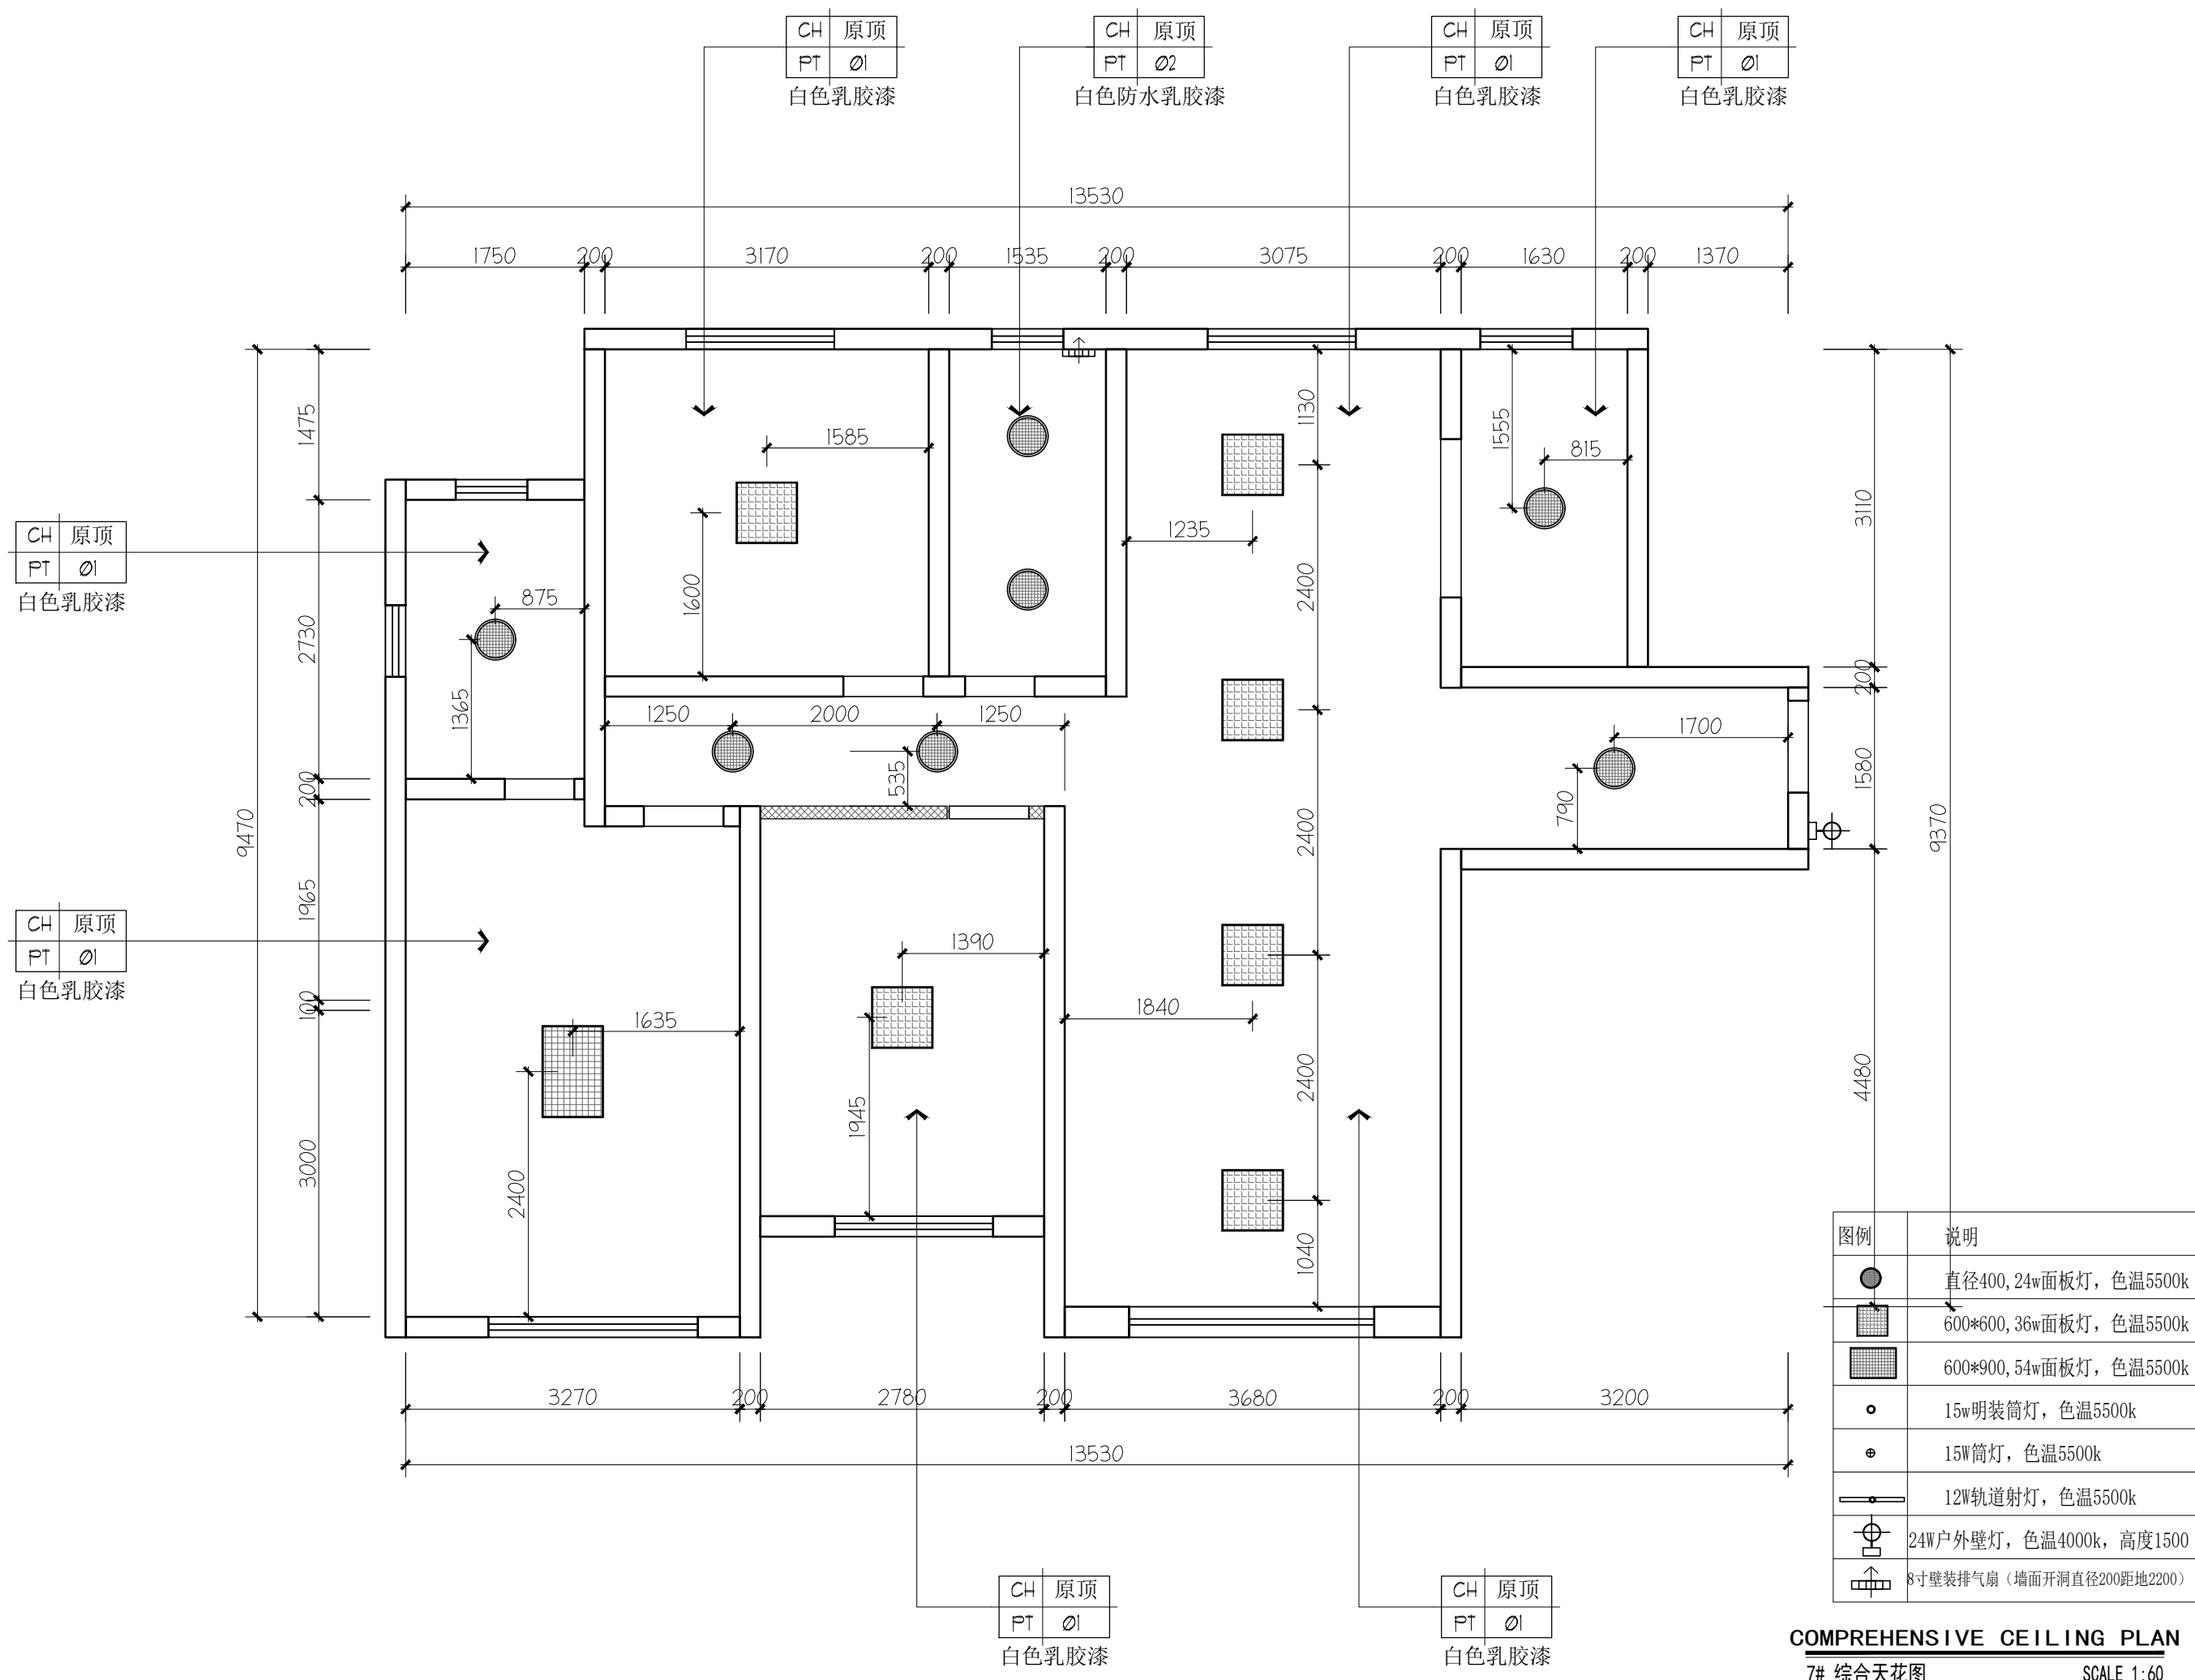 CH 原顶
PT Ø1
白色乳胶漆
CH 原顶
PT Ø2
白色防水乳胶漆
CH 原顶
PT Ø1
白色乳胶漆
CH 原顶
PT Ø1
白色乳胶漆
13530
1750 200 3170 200 1535 200 3075 200 1630 200 1370
CH 原顶
PT Ø1
白色乳胶漆
CH 原顶
PT Ø1
白色乳胶漆
9470
1475
2730
200
1965
100
3000
1585
1600
875
1365
1250 2000 1250
535
1235
1130
2400
2400
2400
1040
1555
815
1700
790
1390
1945
1635
2400
1840
3110
200
1580
4480
9370
3270 200 2780 200 3680 200 3200
13530
CH 原顶
PT Ø1
白色乳胶漆
CH 原顶
PT Ø1
白色乳胶漆
图例 说明
直径400,24w面板灯，色温5500k
600*600,36w面板灯，色温5500k
600*900,54w面板灯，色温5500k
15w明装筒灯，色温5500k
15W筒灯，色温5500k
12W轨道射灯，色温5500k
24W户外壁灯，色温4000k，高度1500
8寸壁装排气扇（墙面开洞直径200距地2200）
COMPREHENSIVE CEILING PLAN
7# 综合天花图 SCALE 1:60